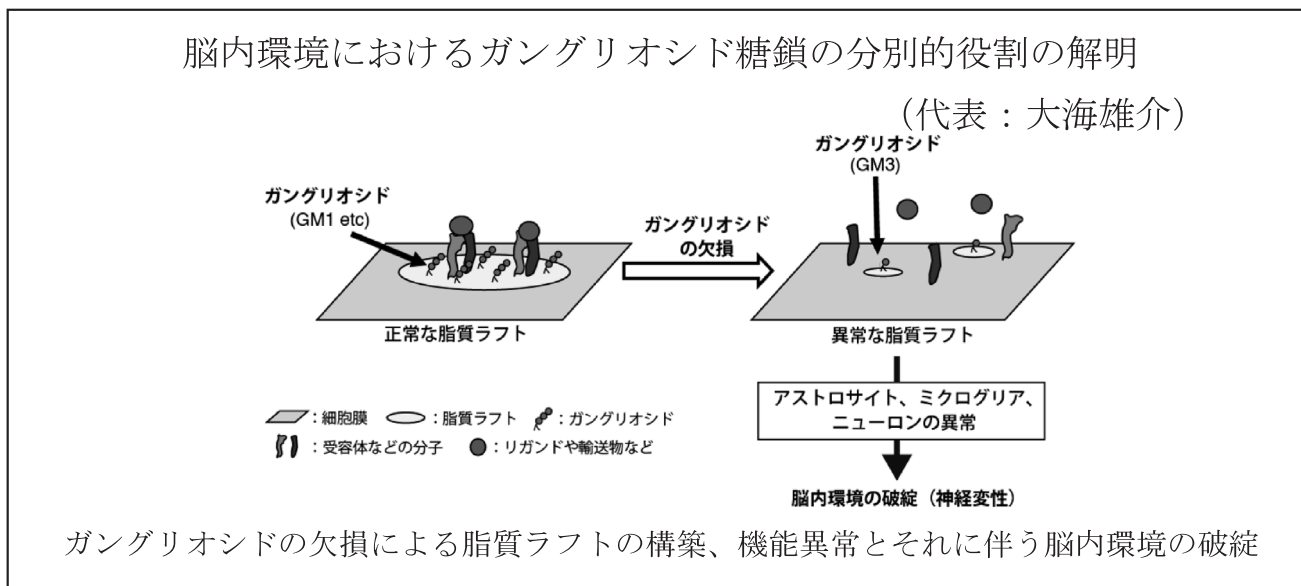 脳内環境におけるガングリオシド糖鎖の分別的役割の解明
（代表：大海雄介）
ガングリオシド
(GM1 etc)
ガングリオシド
の欠損
ガングリオシド
(GM3)
正常な脂質ラフト
異常な脂質ラフト
：細胞膜　：脂質ラフト　：ガングリオシド
：受容体などの分子　：リガンドや輸送物など
アストロサイト、ミクログリア、
ニューロンの異常
脳内環境の破綻（神経変性）
ガングリオシドの欠損による脂質ラフトの構築、機能異常とそれに伴う脳内環境の破綻